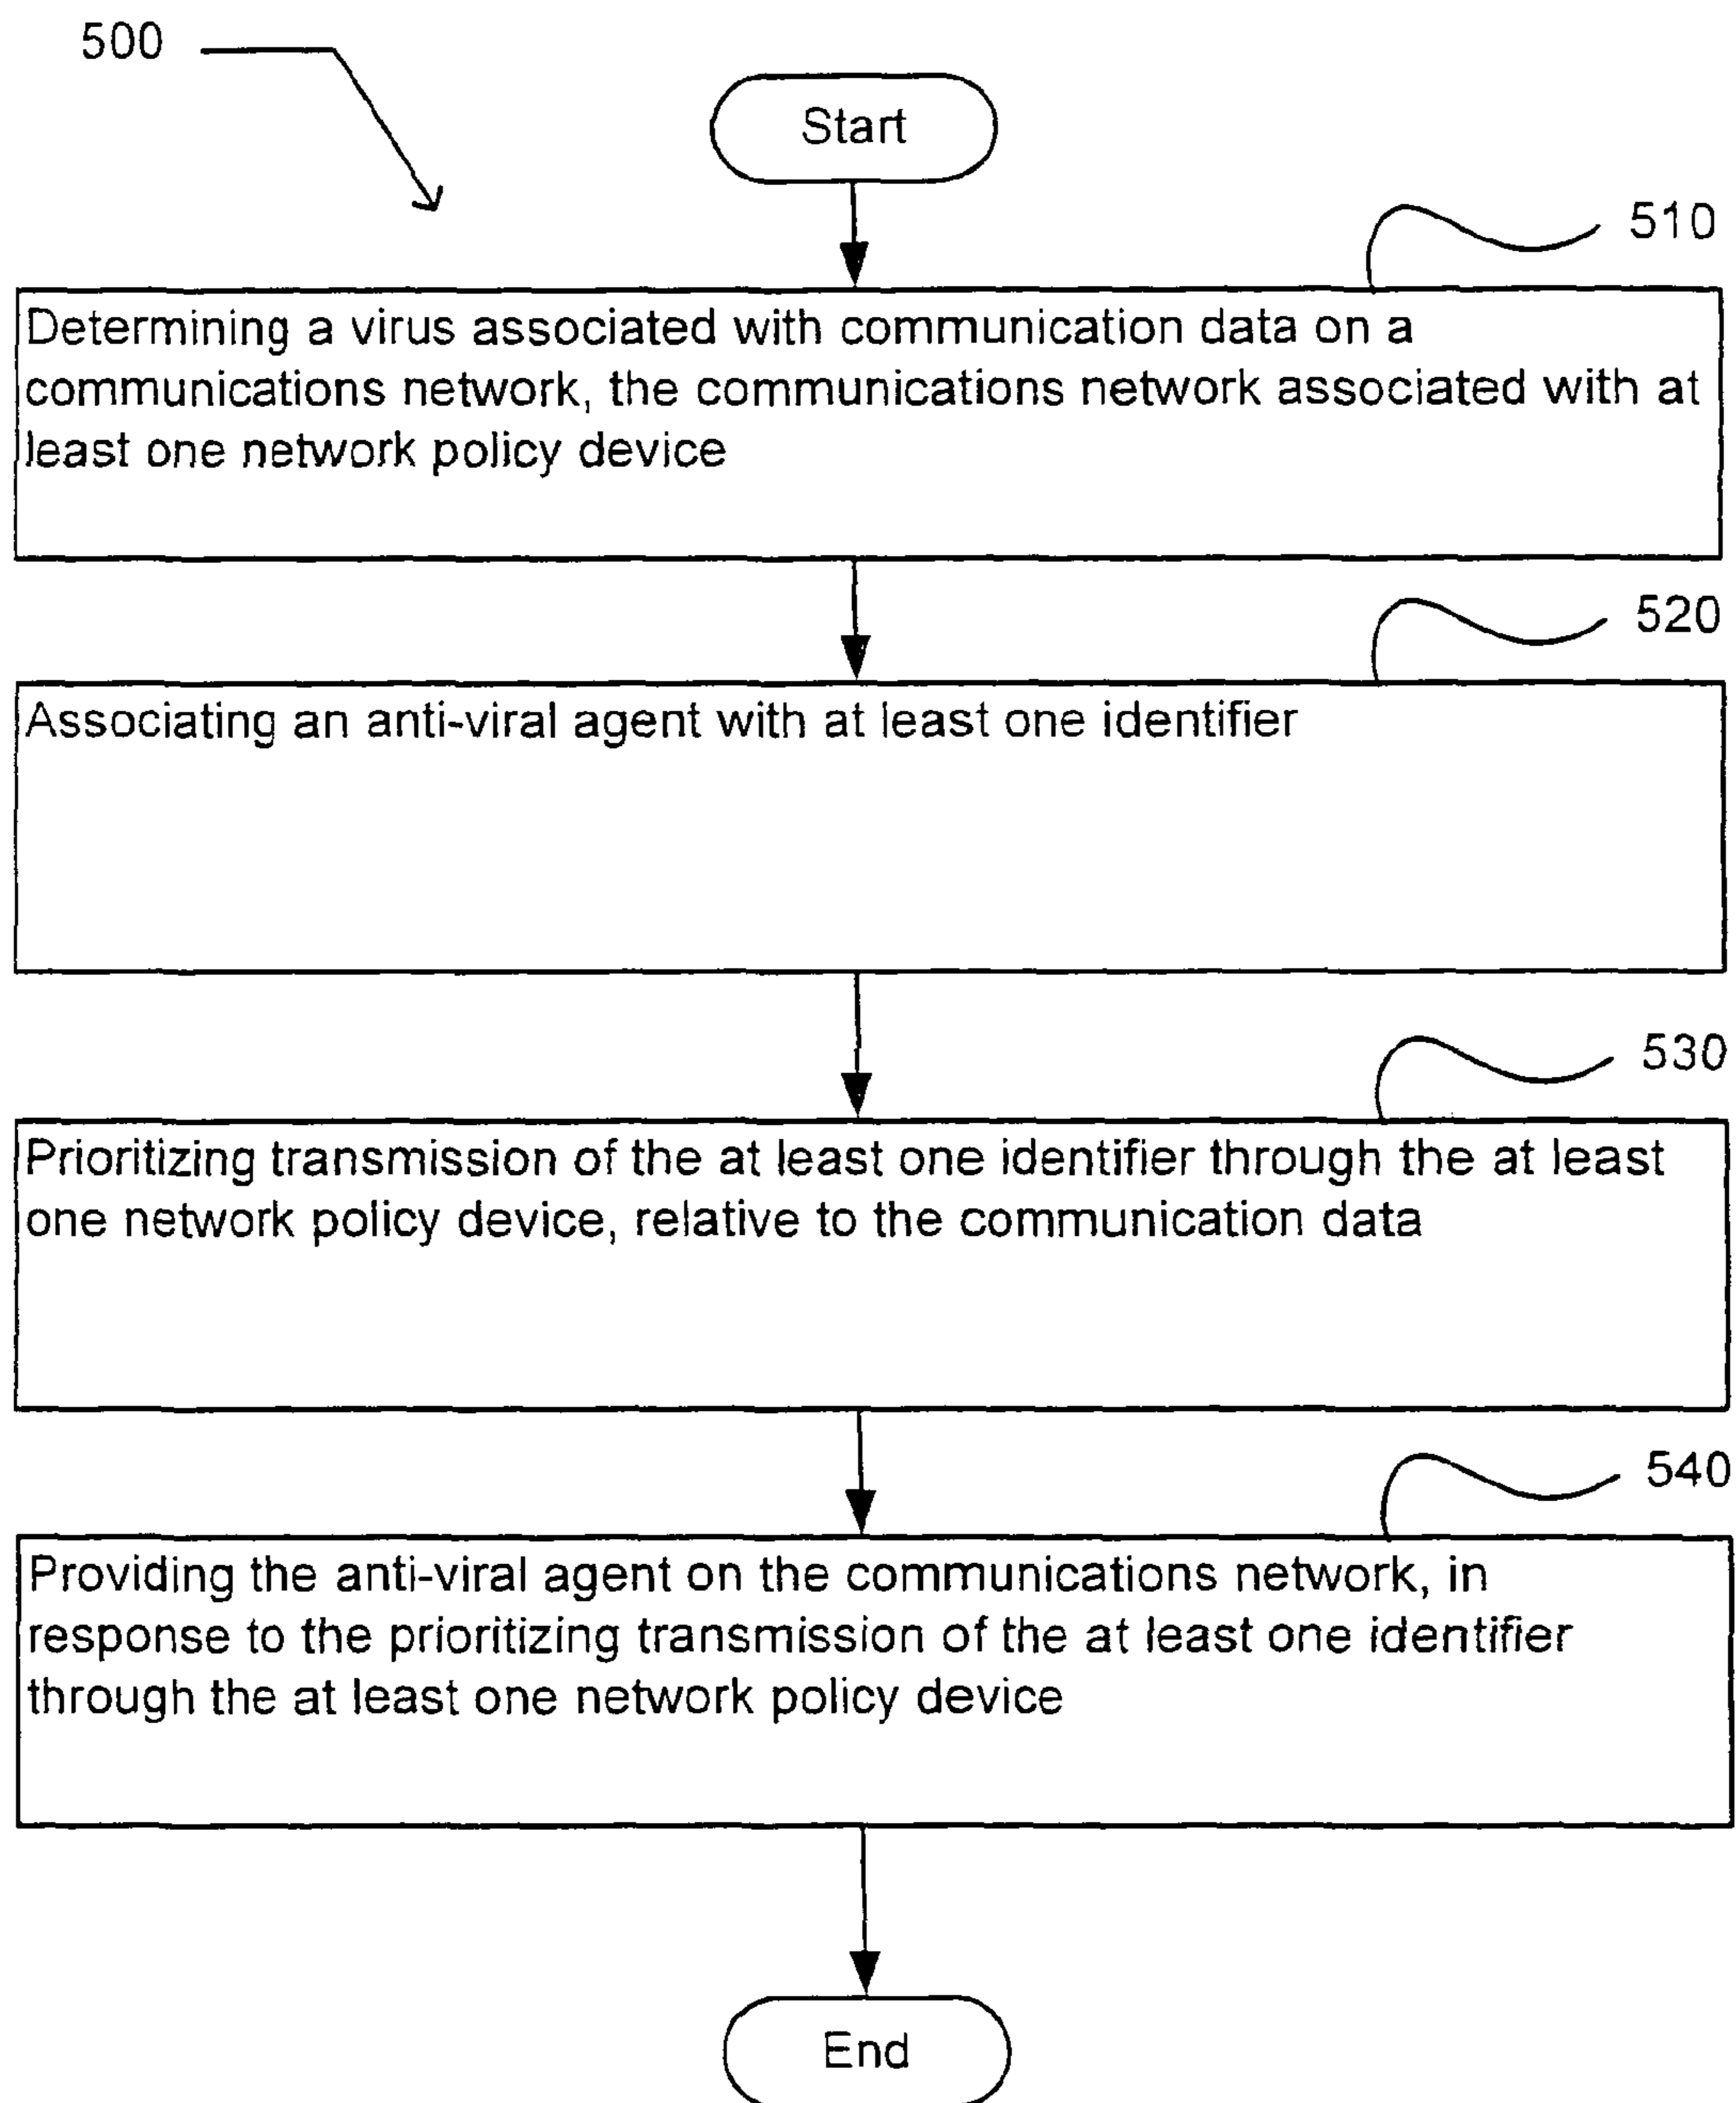 500
Start
510
Determining a virus associated with communication data on a
communications network, the communications network associated with at
least one network policy device
520
Associating an anti-viral agent with at least one identifier
530
Prioritizing transmission of the at least one identifier through the at least
one network policy device, relative to the communication data
540
Providing the anti-viral agent on the communications network, in
response to the prioritizing transmission of the at least one identifier
through the at least one network policy device
End